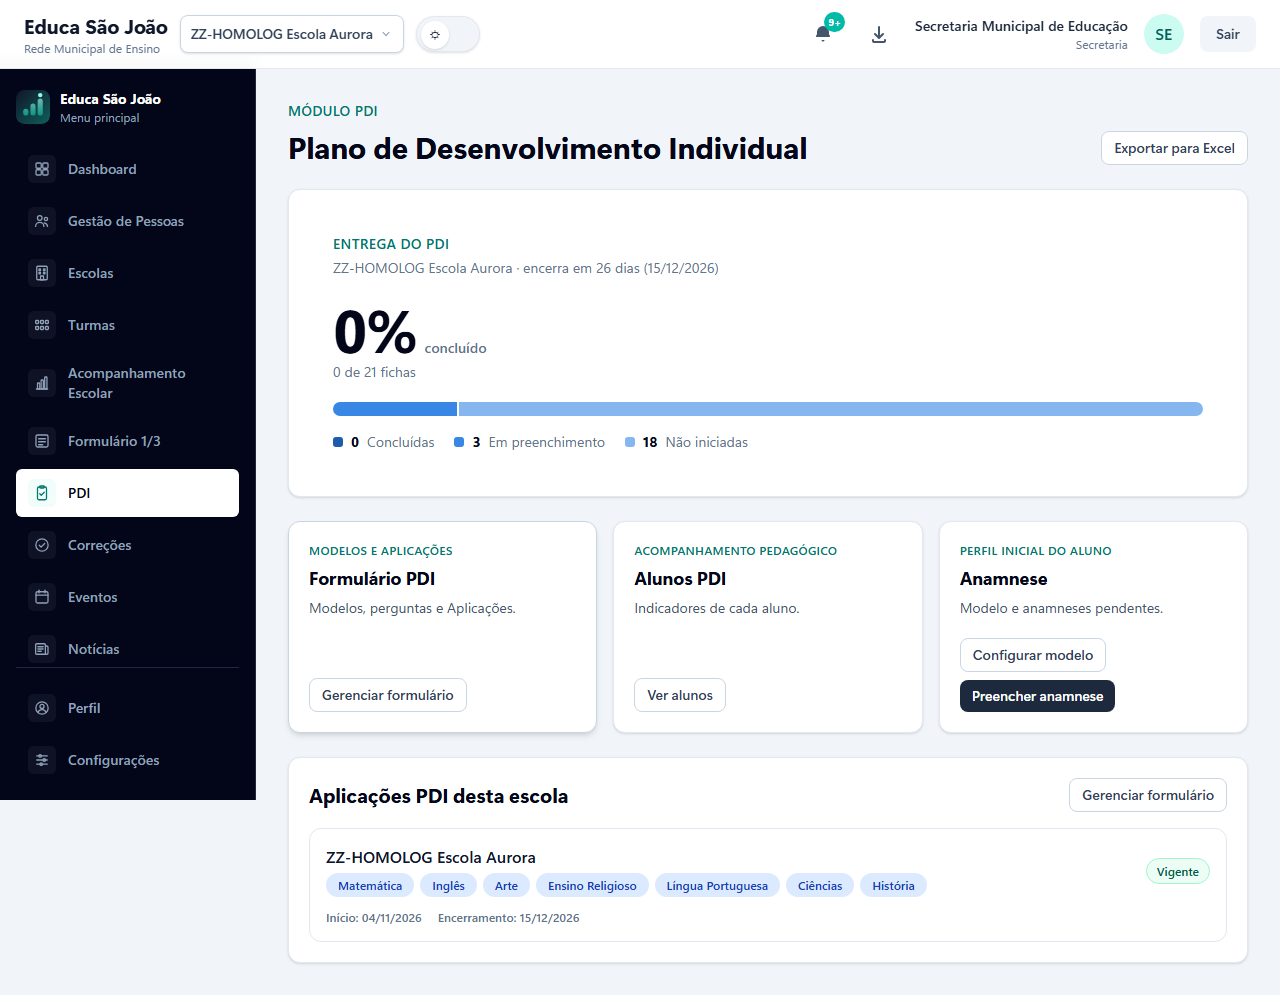 Educa São João
Rede Municipal de Ensino
ZZ-HOMOLOG Escola Aurora
9+
Secretaria Municipal de Educação
Secretaria
SE
Sair
Educa São João
Menu principal
Dashboard
Gestão de Pessoas
Escolas
Turmas
Acompanhamento
Escolar
Formulário 1/3
PDI
Correções
Eventos
Notícias
Perfil
Configurações
MÓDULO PDI
Plano de Desenvolvimento Individual
Exportar para Excel
ENTREGA DO PDI
ZZ-HOMOLOG Escola Aurora · encerra em 26 dias (15/12/2026)
0% concluído
0 de 21 fichas
0 Concluídas 3 Em preenchimento 18 Não iniciadas
MODELOS E APLICAÇÕES
Formulário PDI
Modelos, perguntas e Aplicações.
Gerenciar formulário
ACOMPANHAMENTO PEDAGÓGICO
Alunos PDI
Indicadores de cada aluno.
Ver alunos
PERFIL INICIAL DO ALUNO
Anamnese
Modelo e anamneses pendentes.
Configurar modelo
Preencher anamnese
Aplicações PDI desta escola
Gerenciar formulário
ZZ-HOMOLOG Escola Aurora
Matemática Inglês Arte Ensino Religioso Língua Portuguesa Ciências História
Início: 04/11/2026 Encerramento: 15/12/2026
Vigente